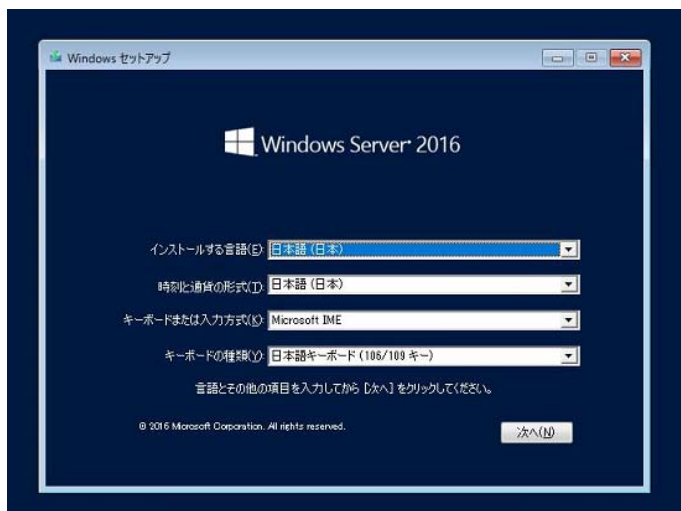 Windows セットアップ
Windows Server 2016
インストールする言語(E): 日本語 (日本)
時刻と通貨の形式(T): 日本語 (日本)
キーボードまたは入力方式(K): Microsoft IME
キーボードの種類(Y): 日本語キーボード (106/109 キー)
言語とその他の項目を入力してから [次へ] をクリックしてください。
© 2016 Microsoft Corporation. All rights reserved.
次へ(N)